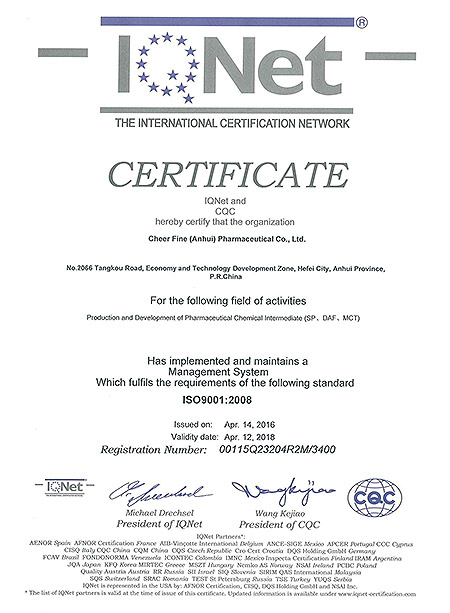 IQNet®
THE INTERNATIONAL CERTIFICATION NETWORK
CERTIFICATE
IQNet and
CQC
hereby certify that the organization
Cheer Fine (Anhui) Pharmaceutical Co., Ltd.
No.2066 Tangkou Road, Economy and Technology Development Zone, Hefei City, Anhui Province,
P.R.China
For the following field of activities
Production and Development of Pharmaceutical Chemical Intermediate (SP、DAF、MCT)
Has implemented and maintains a
Management System
Which fulfils the requirements of the following standard
ISO9001:2008
Issued on: Apr. 14, 2016
Validity date: Apr. 12, 2018
Registration Number: 00115Q23204R2M/3400
IQNet
CQC
Michael Drechsel
President of IQNet
Wang Kejiao
President of CQC
IQNet Partners*:
AENOR Spain AFNOR Certification France AIB-Vinçotte International Belgium ANCE-SIGE Mexico APCER Portugal CCC Cyprus
CISQ Italy CQC China CQM China CQS Czech Republic Cro Cert Croatia DQS Holding GmbH Germany
FCAV Brazil FONDONORMA Venezuela ICONTEC Colombia IMNC Mexico Inspecta Certification Finland IRAM Argentina
JQA Japan KFQ Korea MIRTEC Greece MSZT Hungary Nemko AS Norway NSAI Ireland PCBC Poland
Quality Austria Austria RR Russia SII Israel SIQ Slovenia SIRIM QAS International Malaysia
SQS Switzerland SRAC Romania TEST St Petersburg Russia TSE Turkey YUQS Serbia
IQNet is represented in the USA by: AFNOR Certification, CISQ, DQS Holding GmbH and NSAI Inc.
* The list of IQNet partners is valid at the time of issue of this certificate. Updated information is available under www.iqnet-certification.com